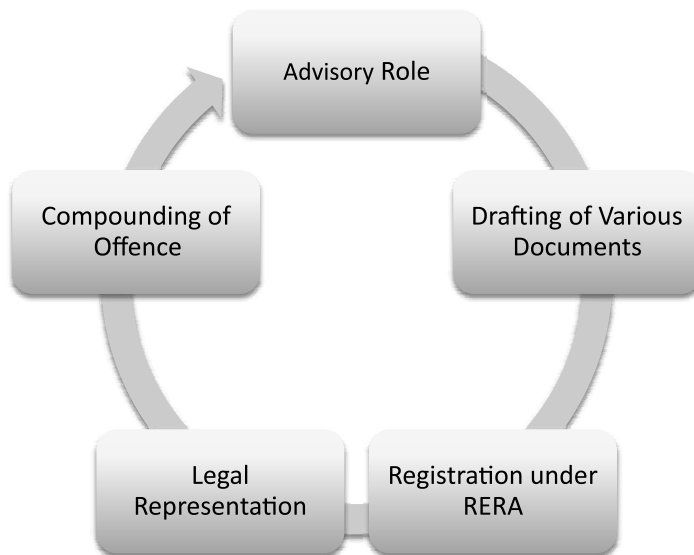 Advisory Role
Drafting of Various
Documents
Registration under
RERA
Legal
Representation
Compounding of
Offence